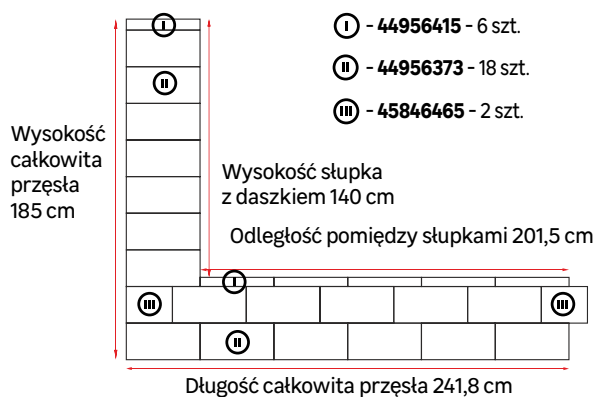 I
I - 44956415 - 6 szt.
II
II - 44956373 - 18 szt.
III - 45846465 - 2 szt.
Wysokość
całkowita
przęsła
185 cm
Wysokość słupka
z daszkiem 140 cm
Odległość pomiędzy słupkami 201,5 cm
I
III
III
II
Długość całkowita przęsła 241,8 cm